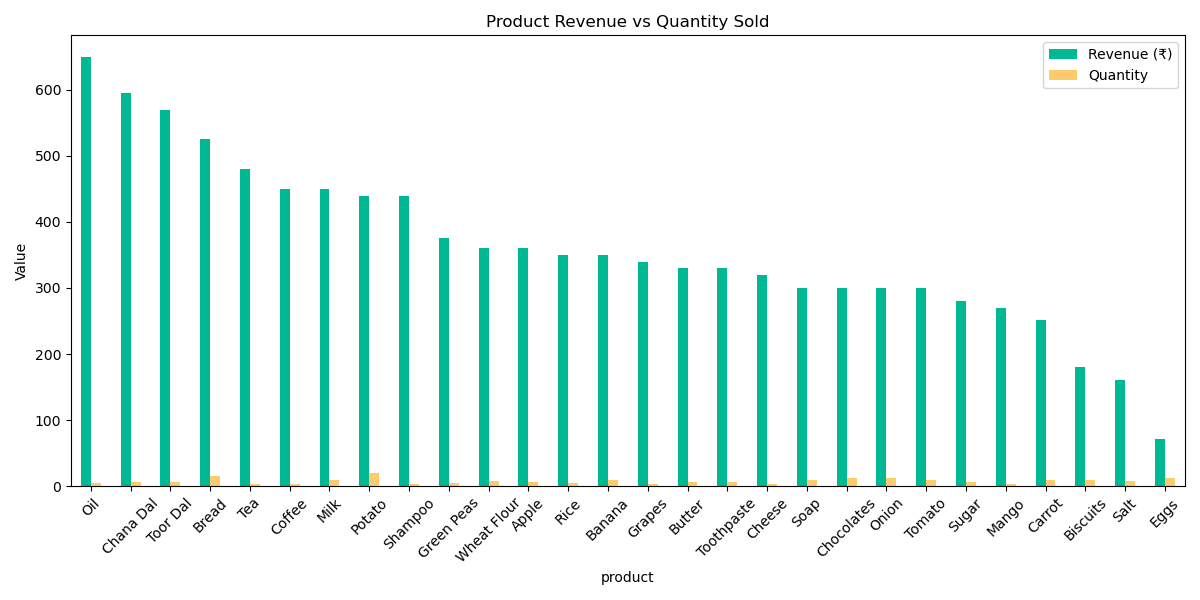 Product Revenue vs Quantity Sold
Revenue (₹)
Quantity
Value
600
500
400
300
200
100
0
Oil
Chana Dal
Toor Dal
Bread
Tea
Coffee
Milk
Potato
Shampoo
Green Peas
Wheat Flour
Apple
Rice
Banana
Grapes
Butter
Toothpaste
Cheese
Soap
Chocolates
Onion
Tomato
Sugar
Mango
Carrot
Biscuits
Salt
Eggs
product